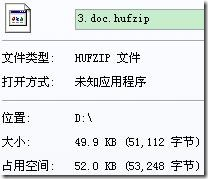 3.doc.hufzip
文件类型: HUFZIP 文件
打开方式: 未知应用程序
位置: D:\
大小: 49.9 KB (51,112 字节)
占用空间: 52.0 KB (53,248 字节)